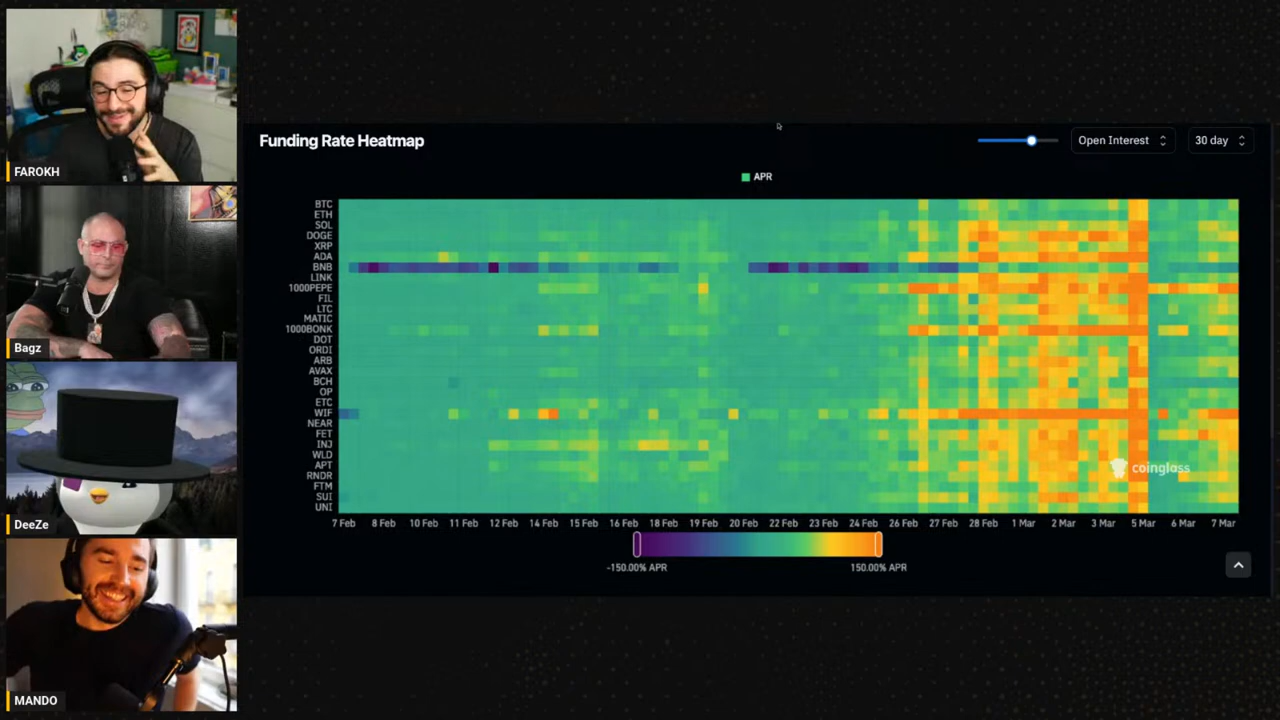 FAROKH
Bagz
DeeZe
MANDO
Funding Rate Heatmap
Open Interest
30 day
APR
BTC
ETH
SOL
DOGE
XRP
ADA
BNB
LINK
1000PEPE
FIL
LTC
MATIC
1000BONK
DOT
ORDI
ARB
AVAX
BCH
OP
ETC
WIF
NEAR
FET
INJ
WLD
APT
RNDR
FTM
SUI
UNI
coinglass
7 Feb 8 Feb 10 Feb 11 Feb 12 Feb 14 Feb 15 Feb 16 Feb 18 Feb 19 Feb 20 Feb 22 Feb 23 Feb 24 Feb 26 Feb 27 Feb 28 Feb 1 Mar 2 Mar 3 Mar 5 Mar 6 Mar 7 Mar
-150.00% APR
150.00% APR